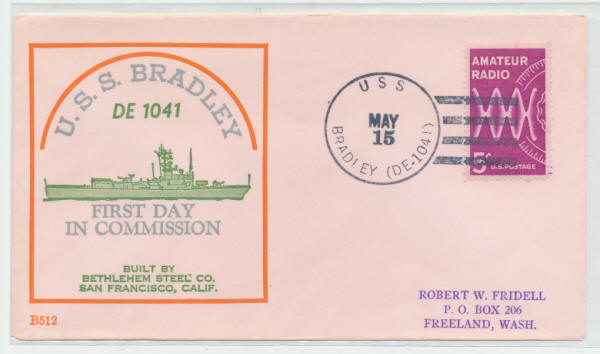 U. S. S. BRADLEY
DE 1041
FIRST DAY
IN COMMISSION
BUILT BY
BETHLEHEM STEEL CO.
SAN FRANCISCO, CALIF.
B512
USS
MAY
15
BRADLEY (DE-1041)
AMATEUR
RADIO
5c
U.S. POSTAGE
ROBERT W. FRIDELL
P. O. BOX 206
FREELAND, WASH.